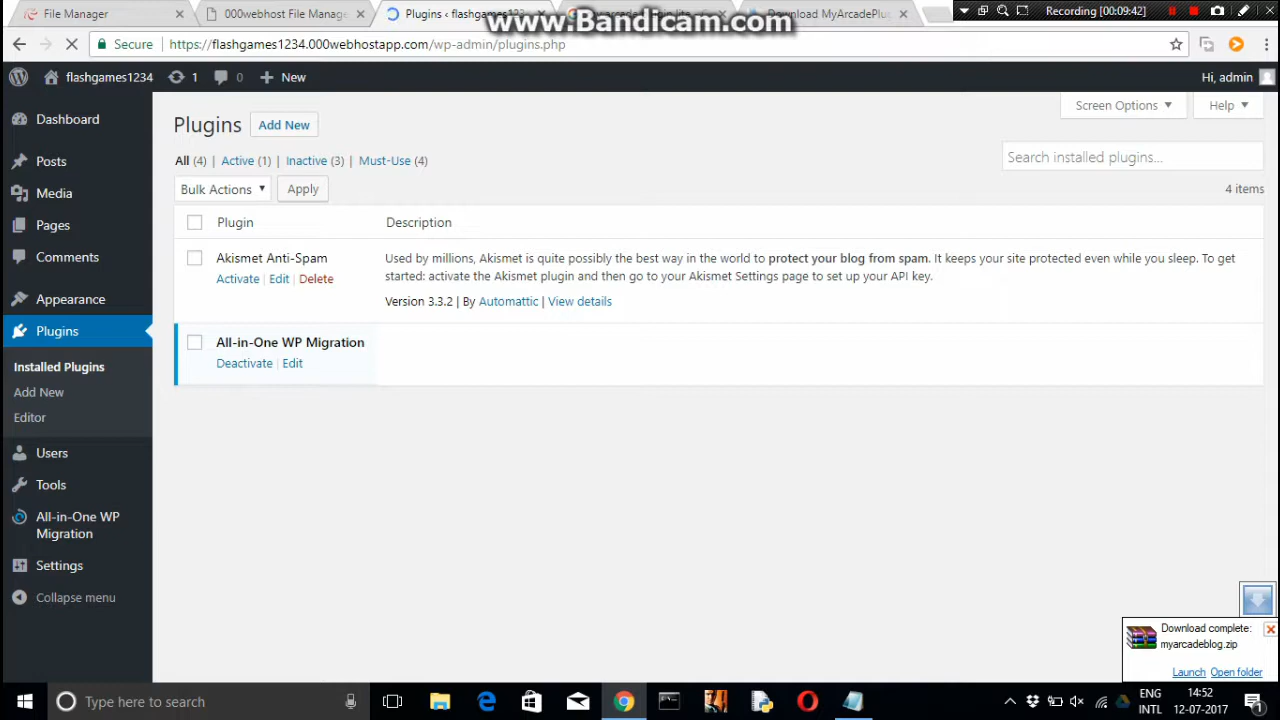 File Manager
000webhost File Manage
Plugins ‹ flashgames123
Download MyArcadePlu
www.Bandicam.com
Recording [00:09:42]
Secure
https://flashgames1234.000webhostapp.com/wp-admin/plugins.php
flashgames1234
1
0
New
Hi, admin
Dashboard
Posts
Media
Pages
Comments
Appearance
Plugins
Installed Plugins
Add New
Editor
Users
Tools
All-in-One WP
Migration
Settings
Collapse menu
Screen Options
Help
Plugins
Add New
All (4) | Active (1) | Inactive (3) | Must-Use (4)
Search installed plugins...
Bulk Actions
Apply
4 items
Plugin
Description
Akismet Anti-Spam
Activate | Edit | Delete
Used by millions, Akismet is quite possibly the best way in the world to protect your blog from spam. It keeps your site protected even while you sleep. To get
started: activate the Akismet plugin and then go to your Akismet Settings page to set up your API key.
Version 3.3.2 | By Automattic | View details
All-in-One WP Migration
Deactivate | Edit
Download complete:
myarcadeblog.zip
Launch
Open folder
Type here to search
ENG
INTL
14:52
12-07-2017
1